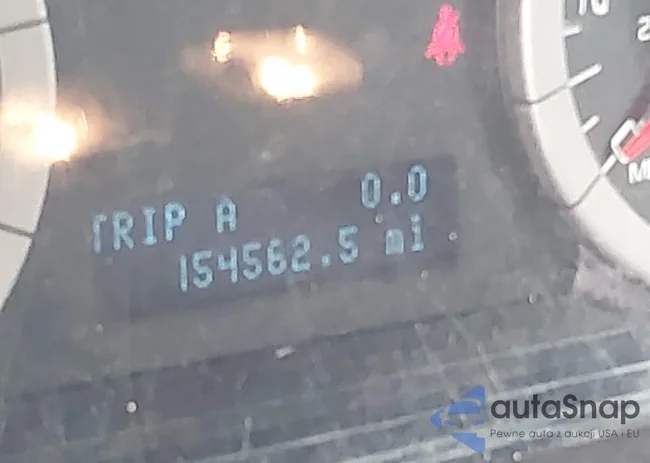 TRIP A 0.0
154562.5 mi
autaSnap
Pewne auta z aukcji USA i EU